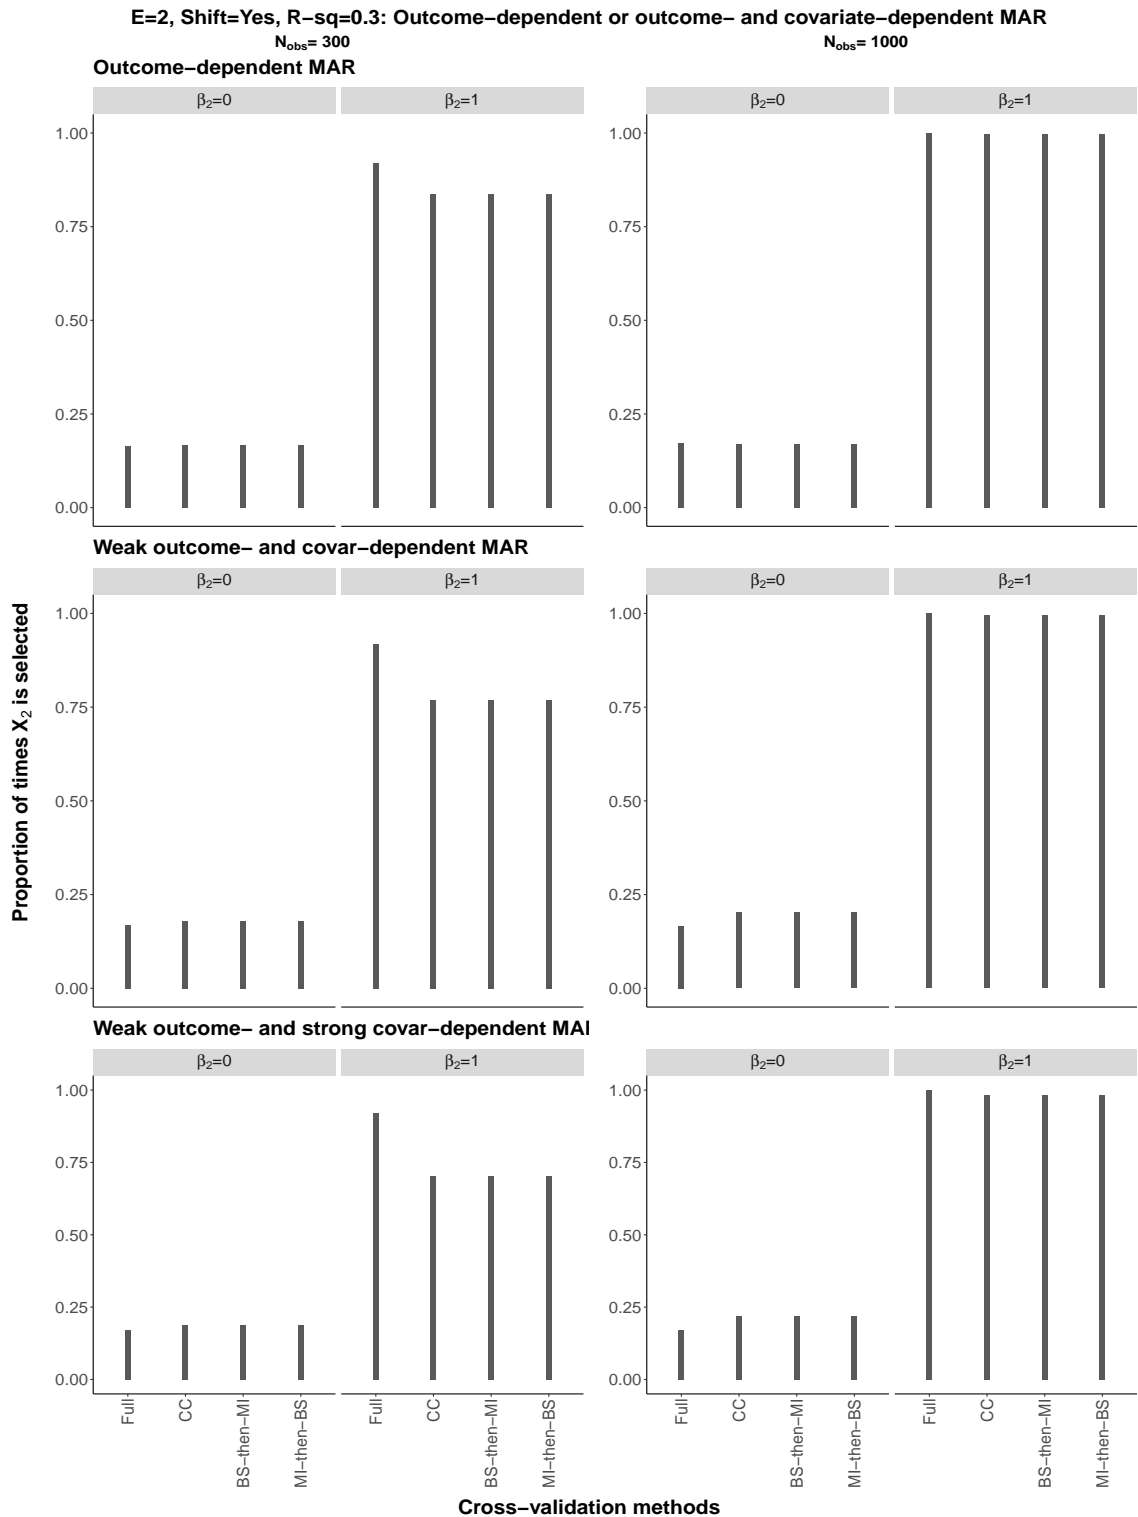 E=2, Shift=Yes, R−sq=0.3: Outcome−dependent or outcome− and covariate−dependent MAR
Nobs= 300
Nobs= 1000
Outcome−dependent MAR
β2=0
β2=1
β2=0
β2=1
1.00
0.75
0.50
0.25
0.00
1.00
0.75
0.50
0.25
0.00
Weak outcome− and covar−dependent MAR
β2=0
β2=1
β2=0
β2=1
1.00
0.75
0.50
0.25
0.00
1.00
0.75
0.50
0.25
0.00
Proportion of times X2 is selected
Weak outcome− and strong covar−dependent MA
β2=0
β2=1
β2=0
β2=1
1.00
0.75
0.50
0.25
0.00
1.00
0.75
0.50
0.25
0.00
Full
CC
BS−then−MI
MI−then−BS
Full
CC
BS−then−MI
MI−then−BS
Full
CC
BS−then−MI
MI−then−BS
Full
CC
BS−then−MI
MI−then−BS
Cross−validation methods